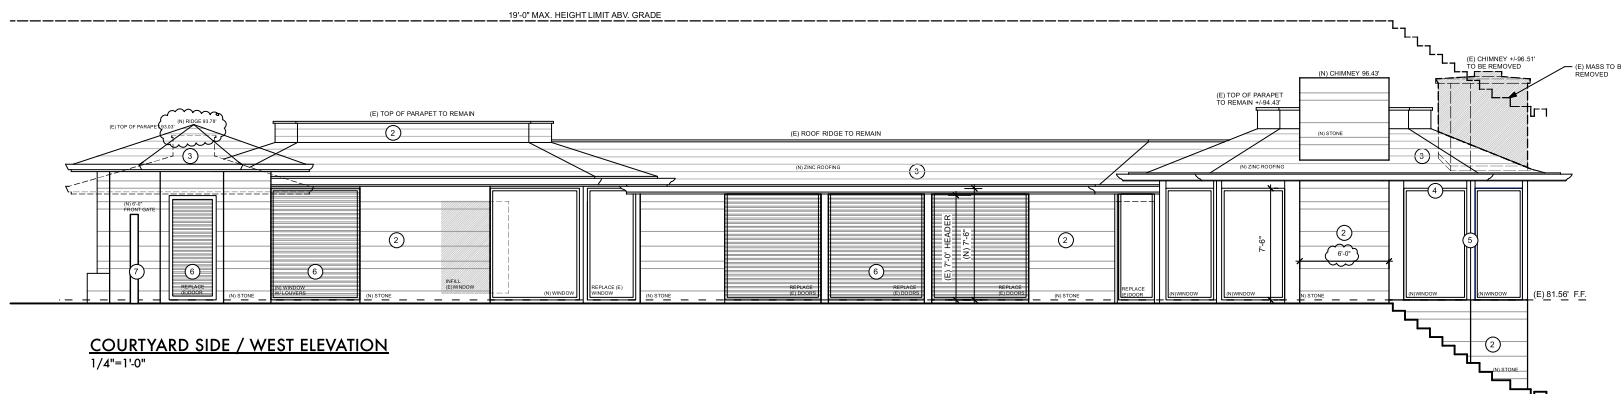 19'-0" MAX. HEIGHT LIMIT ABV. GRADE
(E) CHIMNEY +/-96.51'
TO BE REMOVED
(E) MASS TO B
REMOVED
(N) CHIMNEY 96.43'
(E) TOP OF PARAPET
TO REMAIN +/-94.43'
(E) TOP OF PARAPET TO REMAIN
(N) RIDGE 93.78'
(E) TOP OF PARAPET 93.03'
2
(E) ROOF RIDGE TO REMAIN
(N) STONE
3
(N) ZINC ROOFING
3
(N) ZINC ROOFING
3
4
(N) 6'-0"
FRONT GATE
2
2
2
5
(E) 7'-0" HEADER
(N) 7'-6"
7'-6"
6'-0"
7
6
6
6
REPLACE
(E)DOOR
(N) STONE
(N) WINDOW
W/ LOUVERS
(N) STONE
INFILL
(E) WINDOW
(N) WINDOW
REPLACE (E)
WINDOW
(N) STONE
REPLACE
(E) DOORS
REPLACE
(E) DOORS
REPLACE
(E) DOORS
(N) STONE
REPLACE
(E)DOOR
(N)WINDOW
(N)WINDOW
(N) STONE
(N)WINDOW
(N)WINDOW
(E) 81.56' F.F.
2
(N) STONE
COURTYARD SIDE / WEST ELEVATION
1/4"=1'-0"